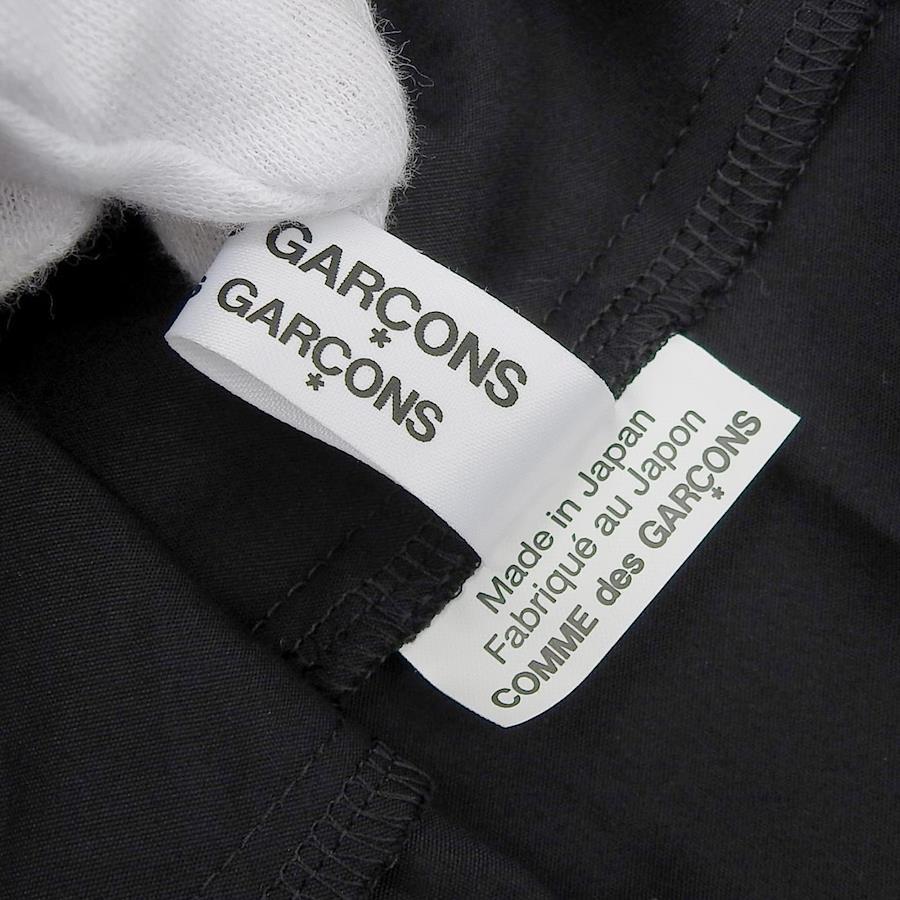 GARÇONS
GARÇONS
Made in Japan
Fabriqué au Japon
COMME des GARÇONS